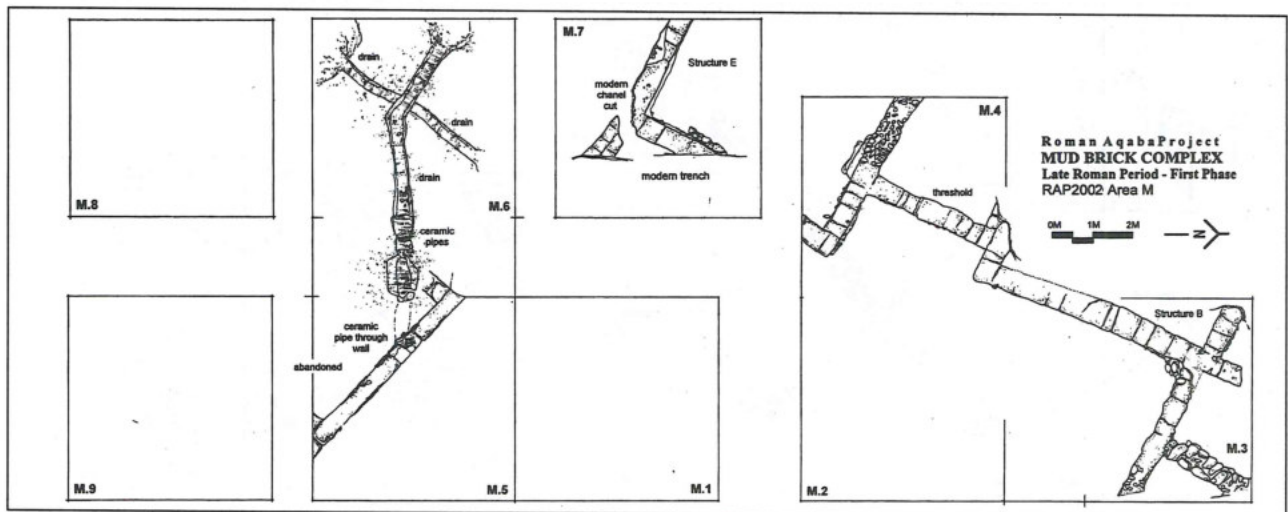 M.8
drain
drain
drain
M.6
ceramic
pipes
M.7
Structure E
modern
chanel
cut
modern trench
M.4
threshold
Roman AqabaProject
MUD BRICK COMPLEX
Late Roman Period - First Phase
RAP2002 Area M
0M 1M 2M
N
M.9
ceramic
pipe through
wall
abandoned
M.5
M.1
M.2
Structure B
M.3